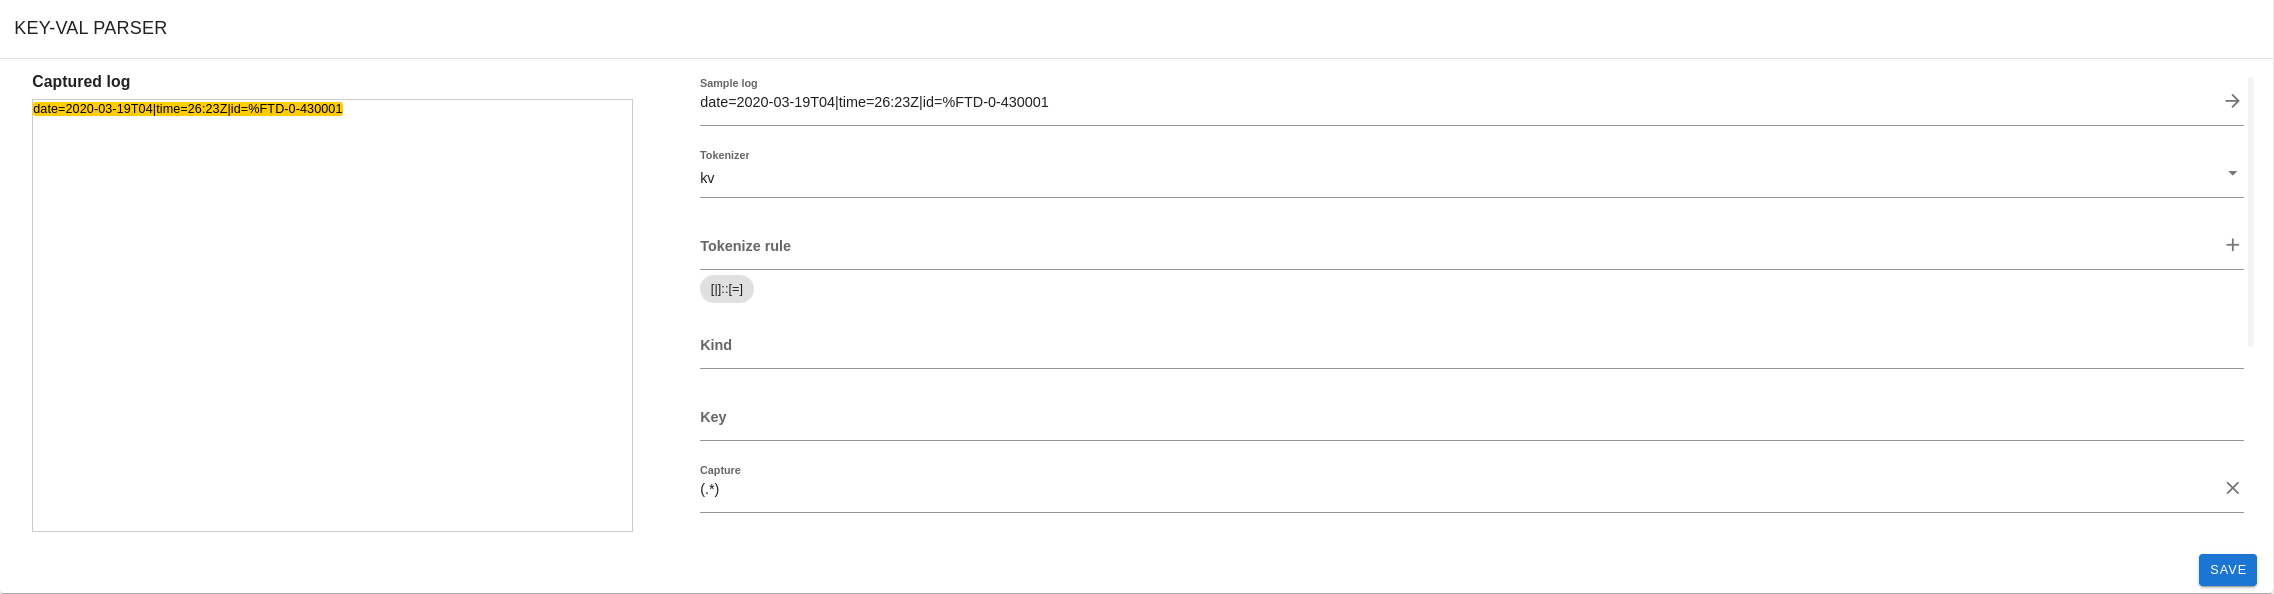 KEY-VAL PARSER
Captured log
date=2020-03-19T04|time=26:23Z|id=%FTD-0-430001
Sample log
date=2020-03-19T04|time=26:23Z|id=%FTD-0-430001
Tokenizer
kv
Tokenize rule
[|]::[=]
Kind
Key
Capture
(.*)
SAVE